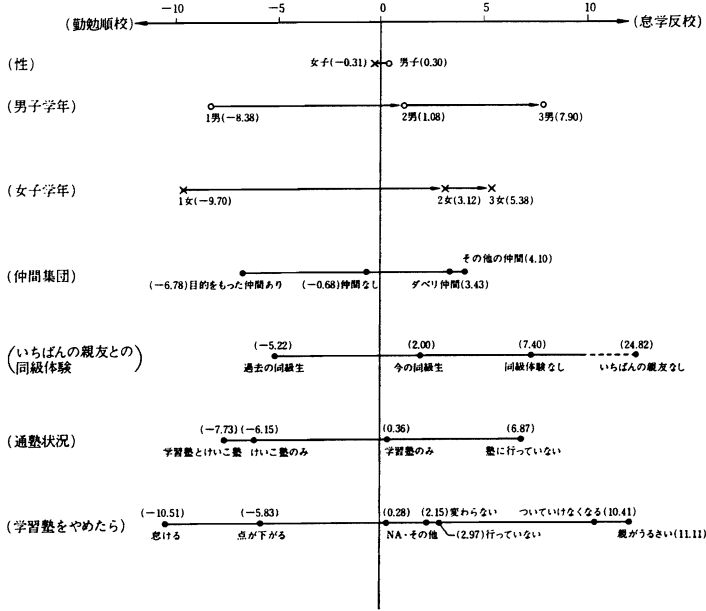 -10 -5 0 5 10
(勤勉順校) (怠学反校)
(性) 女子(-0.31) 男子(0.30)
(男子学年)
1男(-8.38) 2男(1.08) 3男(7.90)
(女子学年)
1女(-9.70) 2女(3.12) 3女(5.38)
その他の仲間(4.10)
(仲間集団)
(-6.78)目的をもった仲間あり (-0.68)仲間なし ダベリ仲間(3.43)
(-5.22) (2.00) (7.40) (24.82)
(いちばんの親友との
同級体験)
過去の同級生 今の同級生 同級体験なし いちばんの親友なし
(-7.73) (-6.15) (0.36) (6.87)
(通塾状況)
学習塾とけいこ塾 けいこ塾のみ 学習塾のみ 塾に行っていない
(-10.51) (-5.83) (0.28) (2.15)変わらない ついていけなくなる(10.41)
(学習塾をやめたら)
怠ける 点が下がる NA・その他 (2.97)行っていない 親がうるさい(11.11)